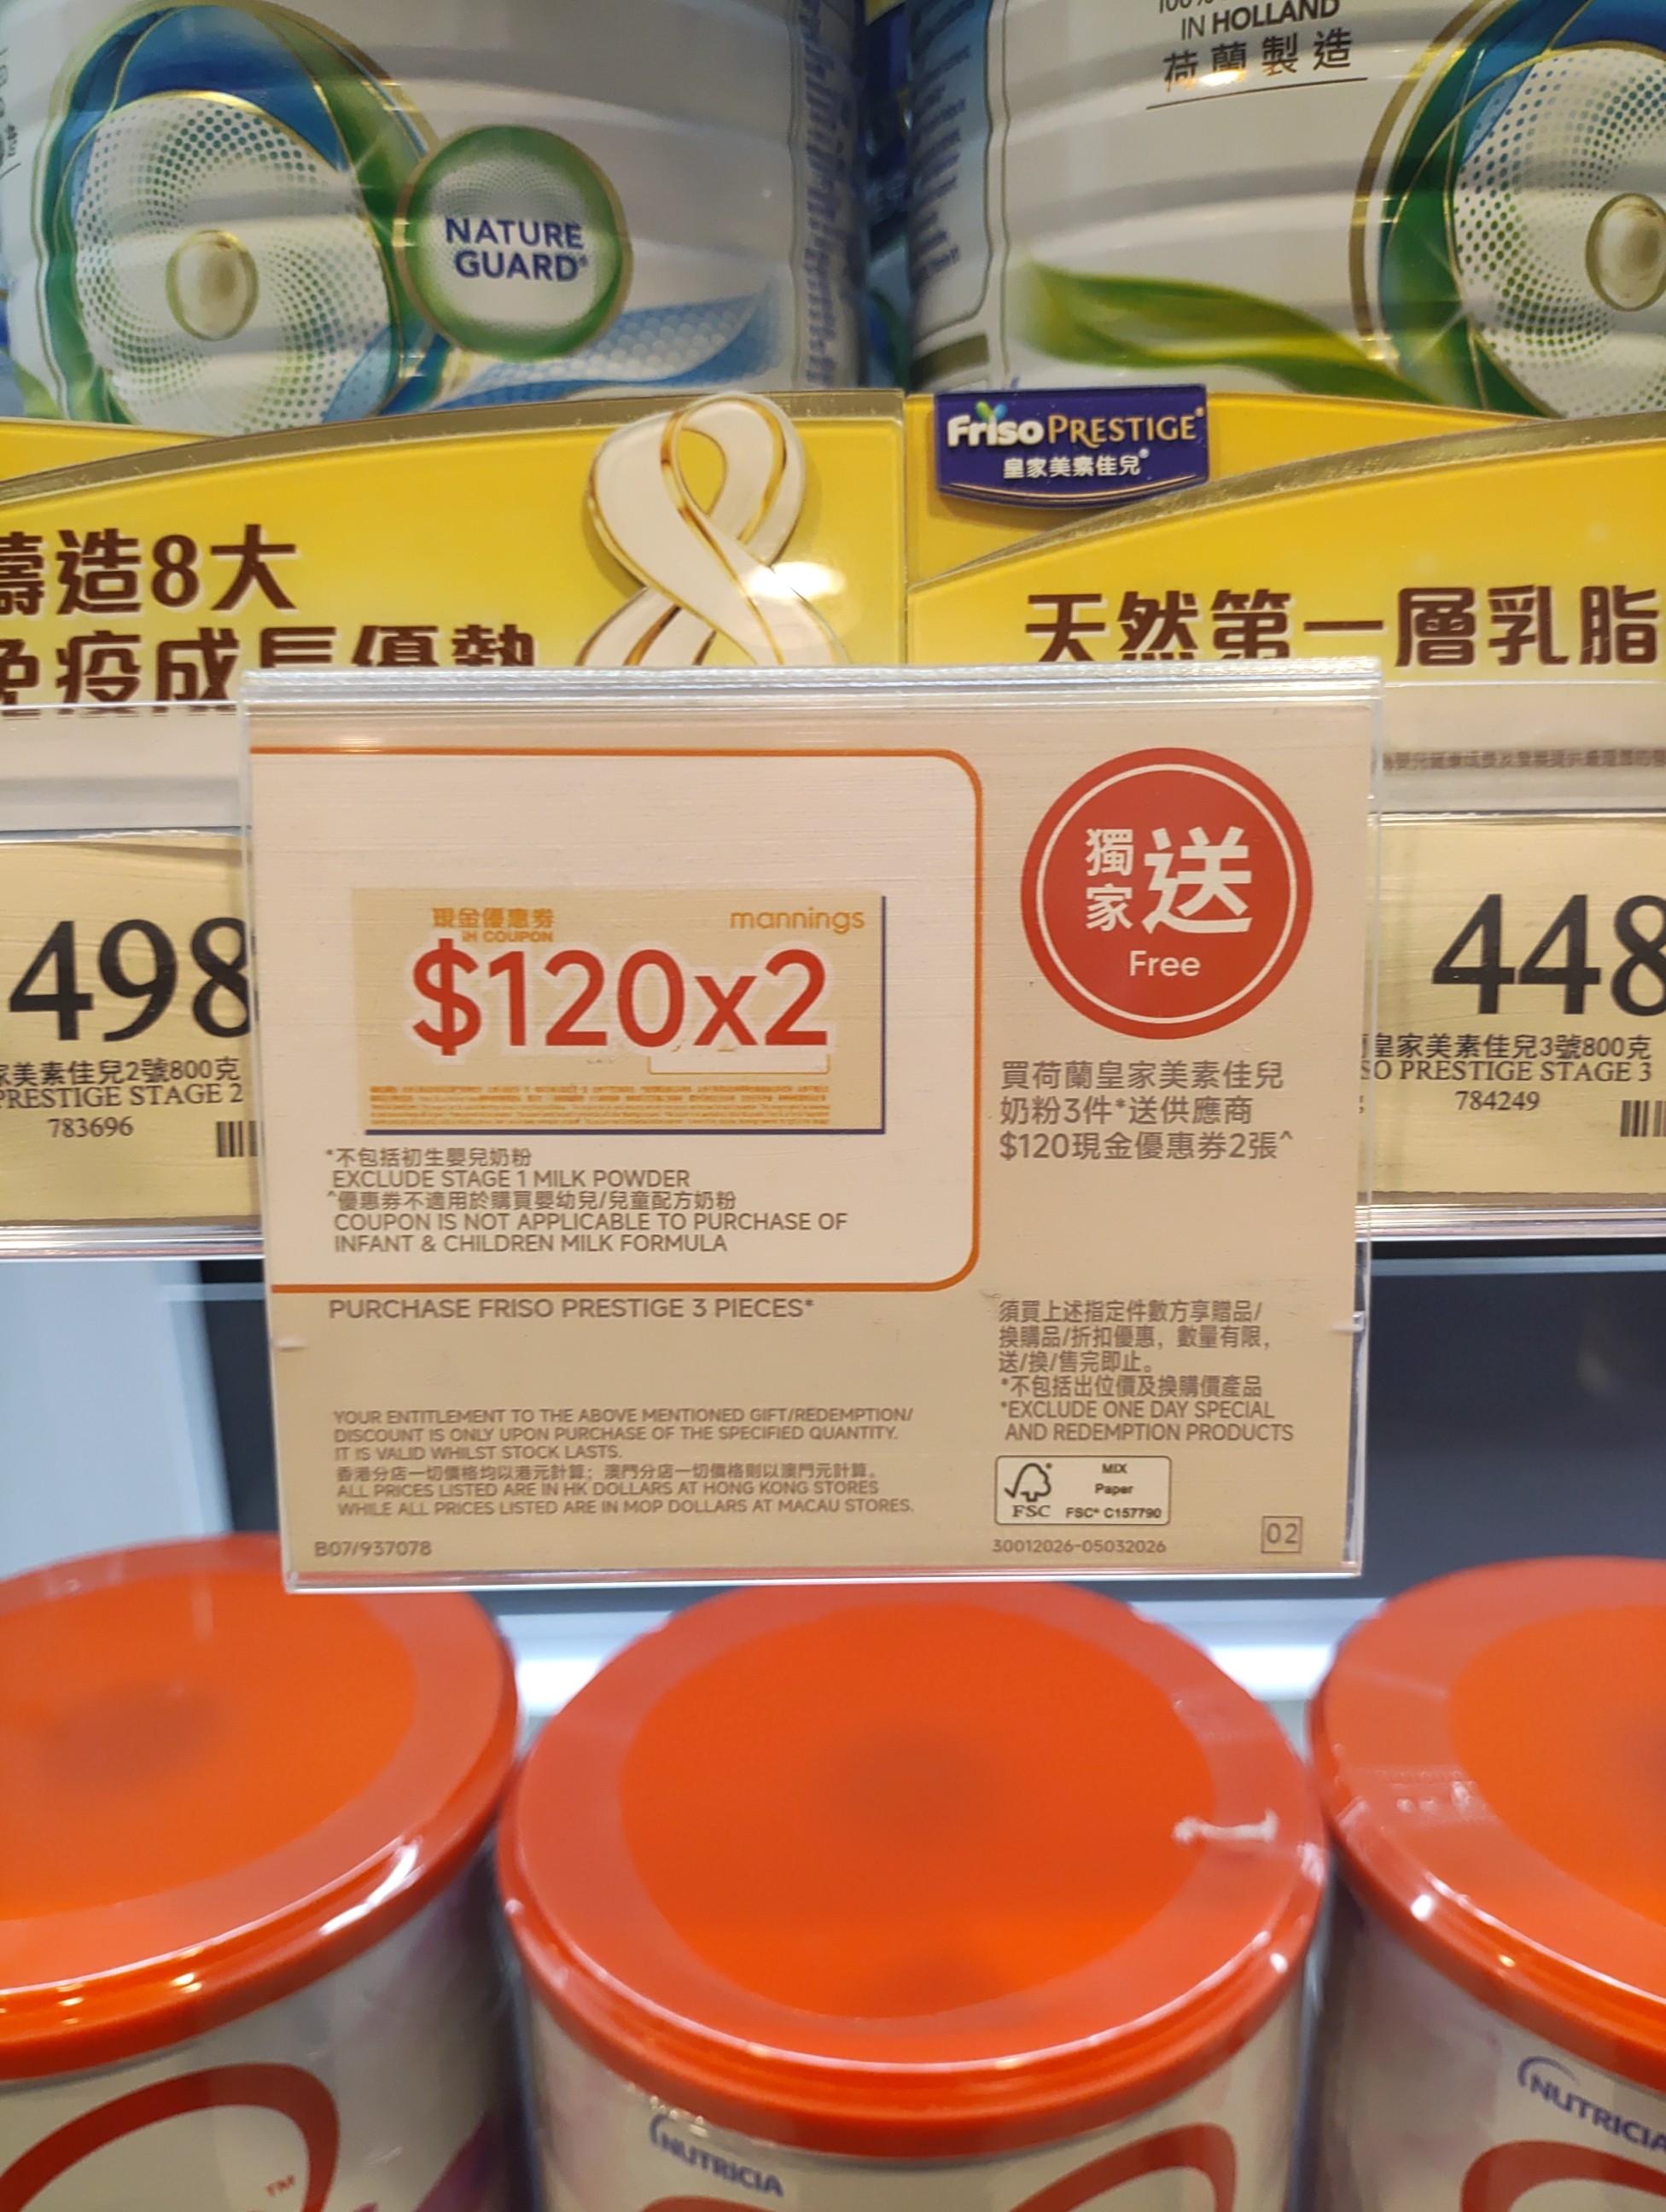 IN HOLLAND
荷蘭製造
NATURE
GUARD®
Friso PRESTIGE®
皇家美素佳兒®
造8大
免疫成長優勢
天然第一層乳脂
498
家美素佳兒2號800克
PRESTIGE STAGE 2
783696
448
皇家美素佳兒3號800克
SO PRESTIGE STAGE 3
784249
現金優惠券
COUPON
mannings
$120x2
獨家送
Free
買荷蘭皇家美素佳兒
奶粉3件*送供應商
$120現金優惠券2張^
*不包括初生嬰兒奶粉
EXCLUDE STAGE 1 MILK POWDER
^優惠券不適用於購買嬰幼兒/兒童配方奶粉
COUPON IS NOT APPLICABLE TO PURCHASE OF
INFANT & CHILDREN MILK FORMULA
PURCHASE FRISO PRESTIGE 3 PIECES*
須買上述指定件數方享贈品/
換購品/折扣優惠，數量有限，
送/換/售完即止。
*不包括出位價及換購價產品
*EXCLUDE ONE DAY SPECIAL
AND REDEMPTION PRODUCTS
YOUR ENTITLEMENT TO THE ABOVE MENTIONED GIFT/REDEMPTION/
DISCOUNT IS ONLY UPON PURCHASE OF THE SPECIFIED QUANTITY.
IT IS VALID WHILST STOCK LASTS.
香港分店一切價格均以港元計算；澳門分店一切價格則以澳門元計算。
ALL PRICES LISTED ARE IN HK DOLLARS AT HONG KONG STORES
WHILE ALL PRICES LISTED ARE IN MOP DOLLARS AT MACAU STORES.
FSC®
MIX
Paper
FSC® C157790
B07/937078
30012026-05032026
02
NUTRICIA
NUTRICIA
TM